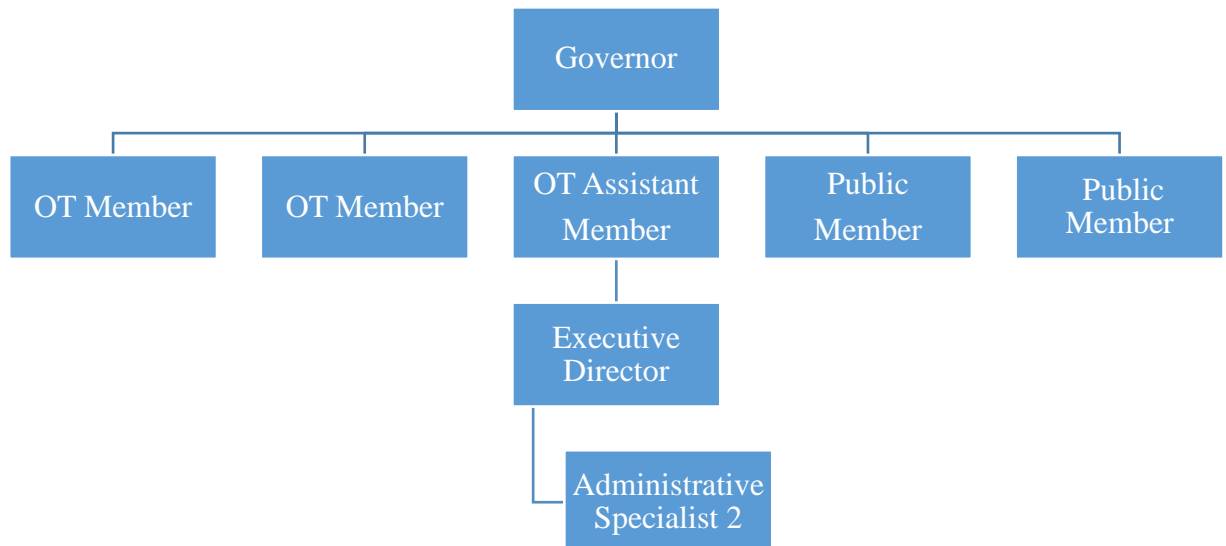 Governor
OT Member
OT Member
OT Assistant
Member
Public
Member
Public
Member
Executive
Director
Administrative
Specialist 2